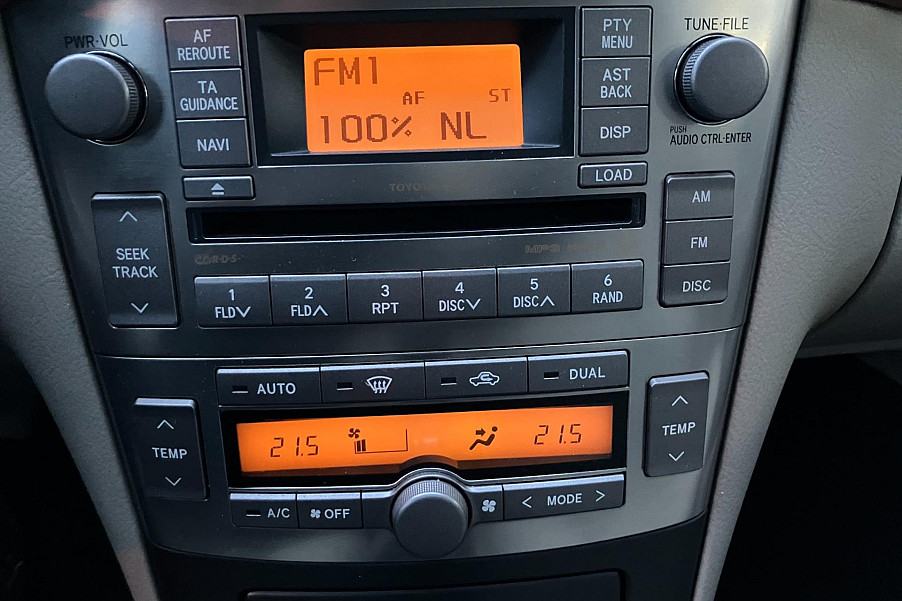 PWR·VOL
AF
REROUTE
TA
GUIDANCE
NAVI
FM1
AF ST
100% NL
PTY
MENU
AST
BACK
DISP
TUNE·FILE
PUSH
AUDIO CTRL·ENTER
LOAD
TOYOTA
SEEK
TRACK
MP3
R·D·S
AM
FM
DISC
1
FLD
2
FLD
3
RPT
4
DISC
5
DISC
6
RAND
AUTO
DUAL
TEMP
21.5
21.5
TEMP
A/C
OFF
< MODE >